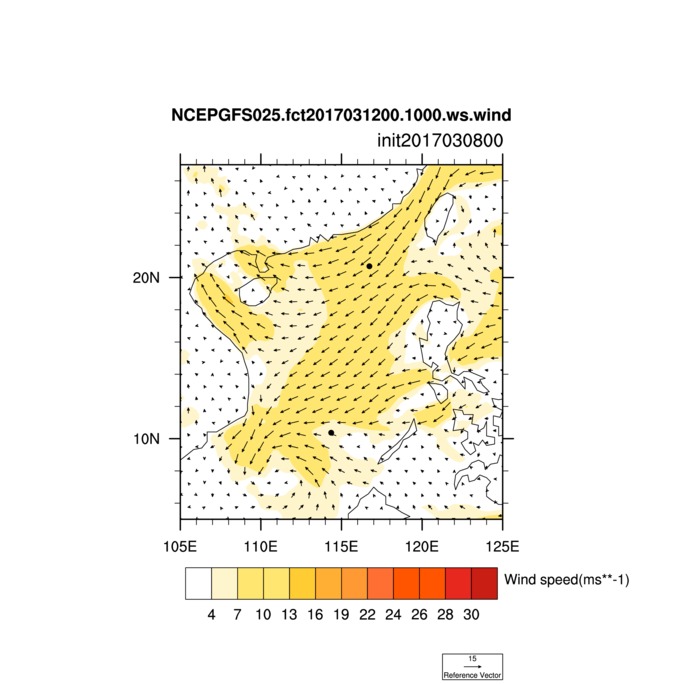 NCEPGFS025.fct2017031200.1000.ws.wind
init2017030800
20N
10N
105E 110E 115E 120E 125E
Wind speed(ms**-1)
4 7 10 13 16 19 22 24 26 28 30
15
Reference Vector